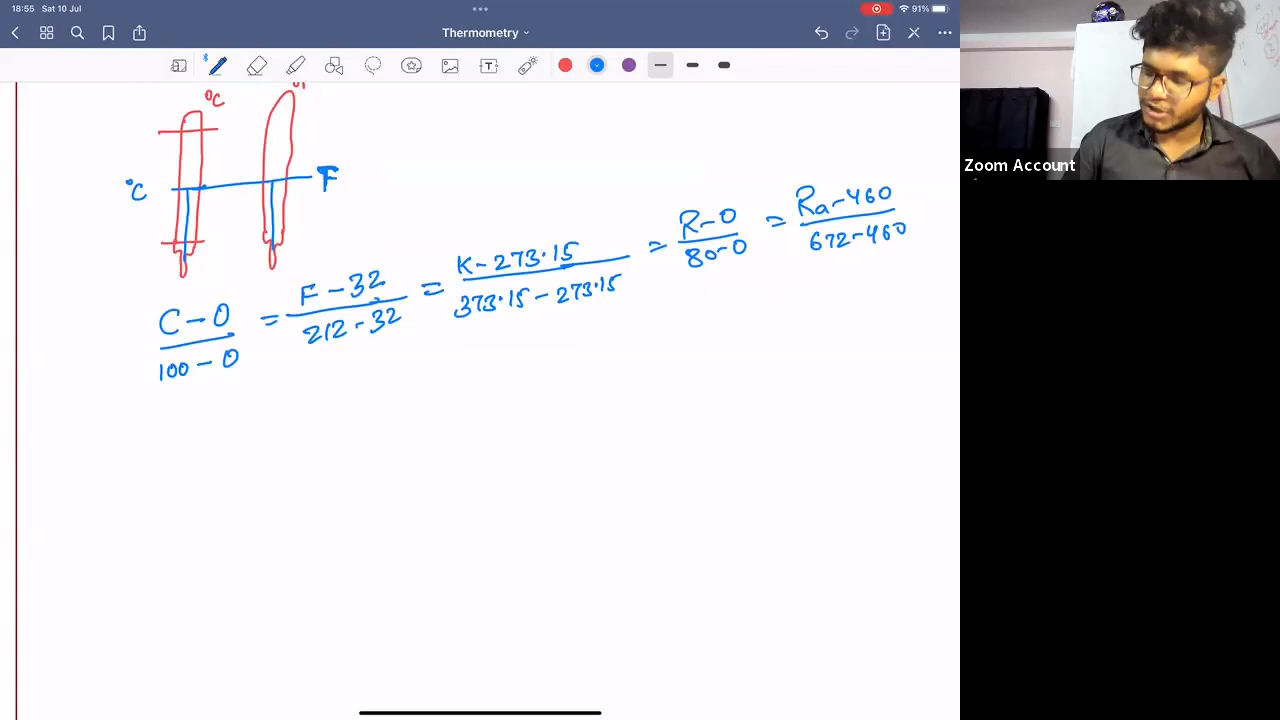 18:55 Sat 10 Jul
91%
Thermometry
°C
°C F
C-0/100-0 = F-32/212-32 = K-273.15/373.15-273.15 = R-0/80-0 = Ra-460/672-460
Zoom Account